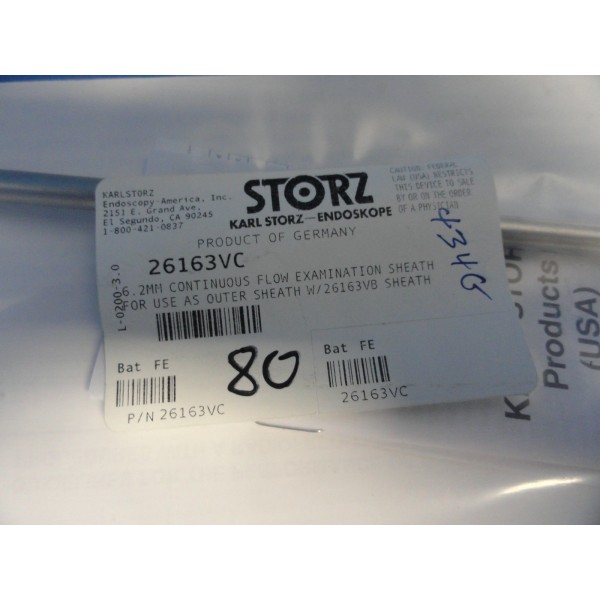 KARLSTORZ
Endoscopy-America, Inc.
2151 E. Grand Ave.
El Segundo, CA 90245
1-800-421-0837
STORZ
KARL STORZ—ENDOSKOPE
CAUTION: FEDERAL
LAW (USA) RESTRICTS
THIS DEVICE TO SALE
BY OR ON THE ORDER
OF A PHYSICIAN
PRODUCT OF GERMANY
L-0200-3.0
26163VC
6.2MM CONTINUOUS FLOW EXAMINATION SHEATH
FOR USE AS OUTER SHEATH W/26163VB SHEATH
Bat FE
P/N 26163VC
80
Bat FE
26163VC
STOR
Products
(USA)